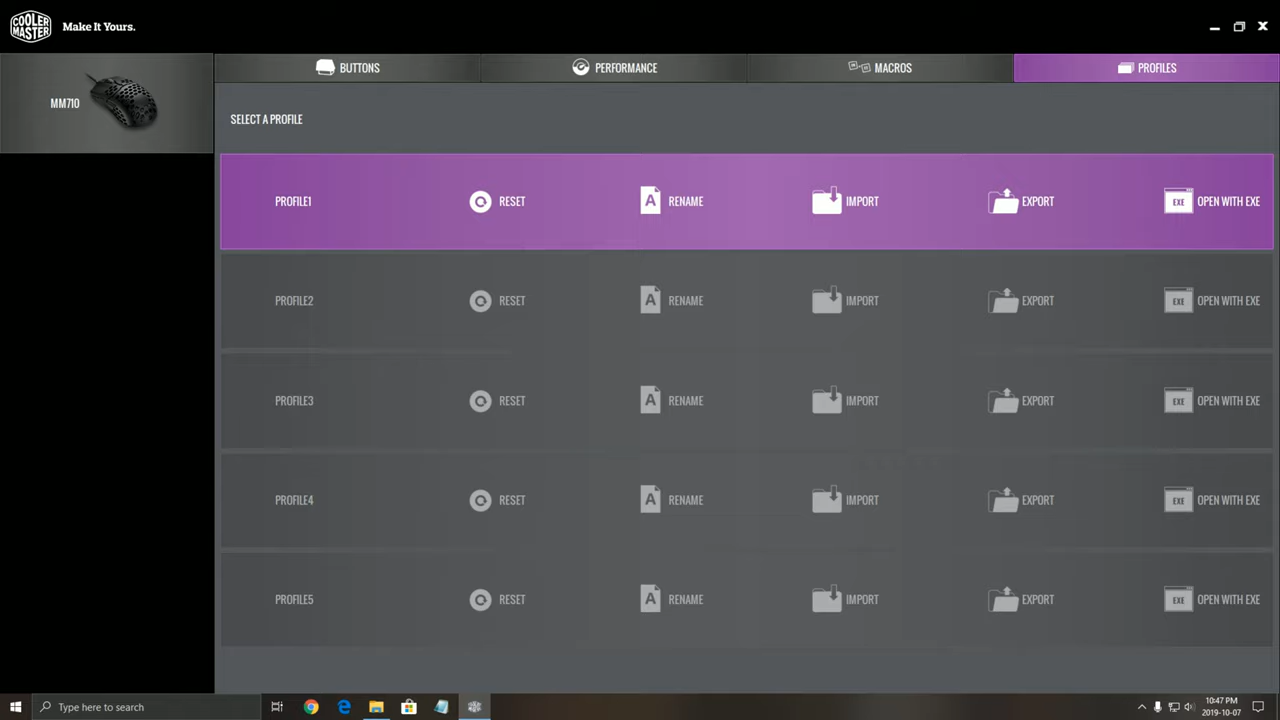 COOLER MASTER Make It Yours.
MM710
BUTTONS PERFORMANCE MACROS PROFILES
SELECT A PROFILE
PROFILE1 RESET A RENAME IMPORT EXPORT EXE OPEN WITH EXE
PROFILE2 RESET A RENAME IMPORT EXPORT EXE OPEN WITH EXE
PROFILE3 RESET A RENAME IMPORT EXPORT EXE OPEN WITH EXE
PROFILE4 RESET A RENAME IMPORT EXPORT EXE OPEN WITH EXE
PROFILE5 RESET A RENAME IMPORT EXPORT EXE OPEN WITH EXE
Type here to search
10:47 PM
2019-10-07